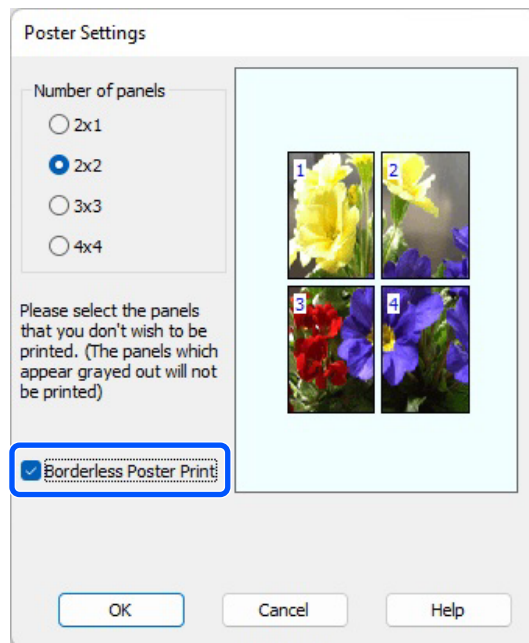 Poster Settings
Number of panels
2x1
2x2
3x3
4x4
Please select the panels
that you don't wish to be
printed. (The panels which
appear grayed out will not
be printed)
Borderless Poster Print
1
2
3
4
OK
Cancel
Help